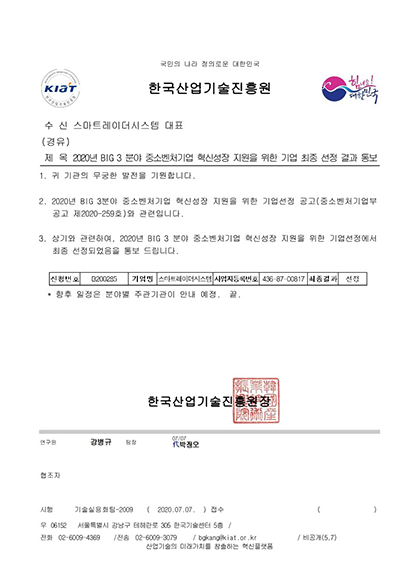 국민의 나라 정의로운 대한민국
KIAT
한국산업기술진흥원
힘내요!
대한민국
수 신 스마트레이더시스템 대표
(경유)
제 목 2020년 BIG 3 분야 중소벤처기업 혁신성장 지원을 위한 기업 최종 선정 결과 통보
1. 귀 기관의 무궁한 발전을 기원합니다.
2. 2020년 BIG 3분야 중소벤처기업 혁신성장 지원을 위한 기업선정 공고(중소벤처기업부
공고 제2020-259호)와 관련입니다.
3. 상기와 관련하여, 2020년 BIG 3 분야 중소벤처기업 혁신성장 지원을 위한 기업선정에서
최종 선정되었음을 통보 드립니다.
신청번호 D200285 기업명 스마트레이더시스템 사업자등록번호 436-87-00817 최종결과 선정
* 향후 일정은 분야별 주관기관이 안내 예정. 끝.
한국산업기술진흥원장
연구원 강병규 팀장 07/07 代박정오
협조자
시행 기술실용화팀-2009 ( 2020.07.07. ) 접수 ( )
우 06152 서울특별시 강남구 테헤란로 305 한국기술센터 5층 /
전화 02-6009-4369 /전송 02-6009-3079 / bgkang@kiat.or.kr / 비공개(5,7)
산업기술의 미래가치를 창출하는 혁신플랫폼